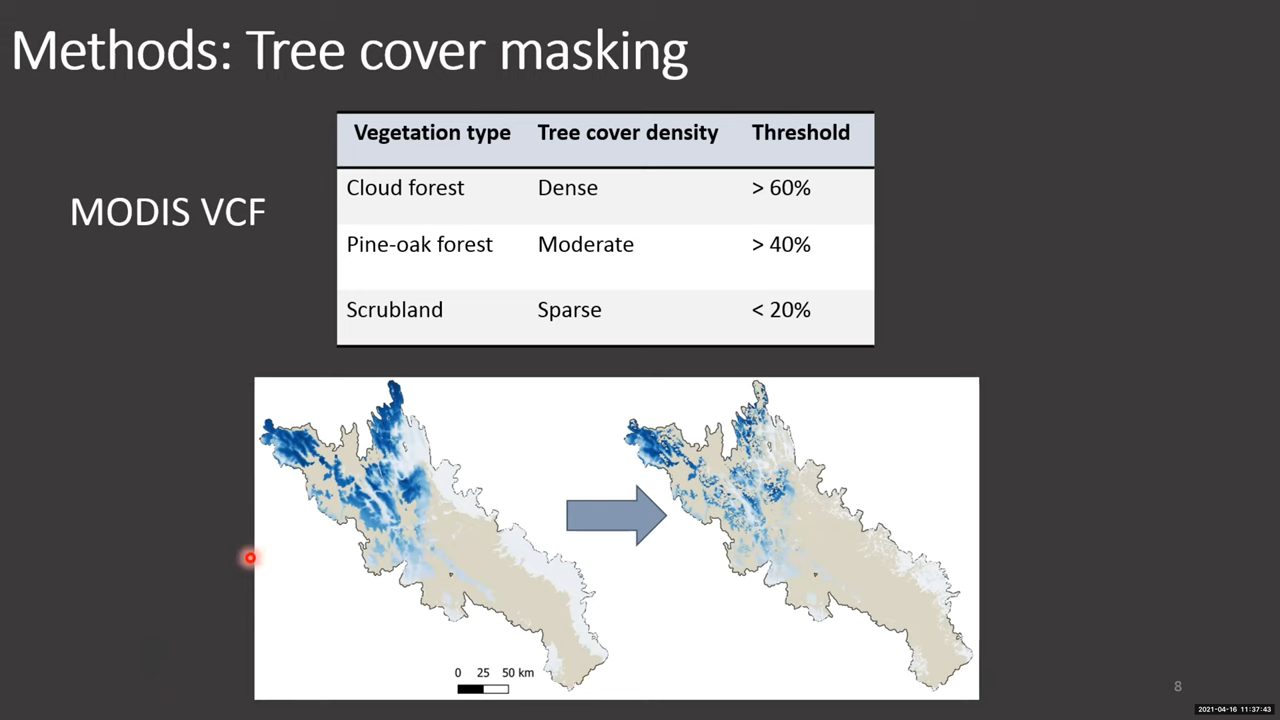 Methods: Tree cover masking
MODIS VCF
Vegetation type Tree cover density Threshold
Cloud forest Dense > 60%
Pine-oak forest Moderate > 40%
Scrubland Sparse < 20%
0 25 50 km
8
2021-04-16 11:37:43